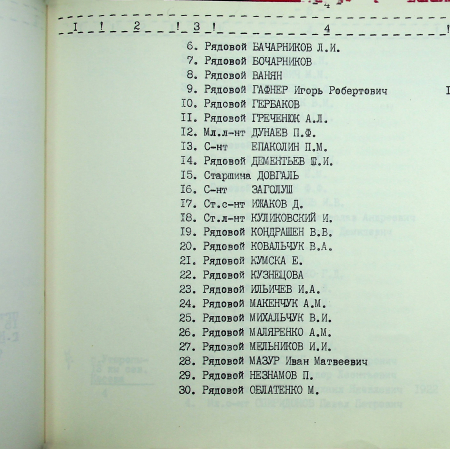 4
I ! 2 ! 3 ! 4 !
6. Рядовой БАЧАРНИКОВ Л.И.
7. Рядовой БОЧАРНИКОВ
8. Рядовой ВАНЯН
9. Рядовой ГАФНЕР Игорь Робертович
10. Рядовой ГЕРБАКОВ
11. Рядовой ГРЕЧЕНЮК А.Л.
12. Мл.л-нт ДУНАЕВ П.Ф.
13. С-нт ЕПАКОЛИН П.М.
14. Рядовой ДЕМЕНТЬЕВ Ш.И.
15. Старшина ДОВГАЛЬ
16. С-нт ЗАГОЛУШ
17. Ст.с-нт ИЖАКОВ Д.
18. Ст.л-нт КУЛИКОВСКИЙ И.
19. Рядовой КОНДРАШЕН В.В.
20. Рядовой КОВАЛЬЧУК В.А.
21. Рядовой КУМСКА Е.
22. Рядовой КУЗНЕЦОВА
23. Рядовой ИЛЬИЧЕВ И.А.
24. Рядовой МАКЕНЧУК А.М.
25. Рядовой МИХАЛЬЧУК В.И.
26. Рядовой МАЛЯРЕНКО А.М.
27. Рядовой МЕЛЬНИКОВ И.И.
28. Рядовой МАЗУР Иван Матвеевич
29. Рядовой НЕЗНАМОВ П.
30. Рядовой ОБЛАТЕНКО М.